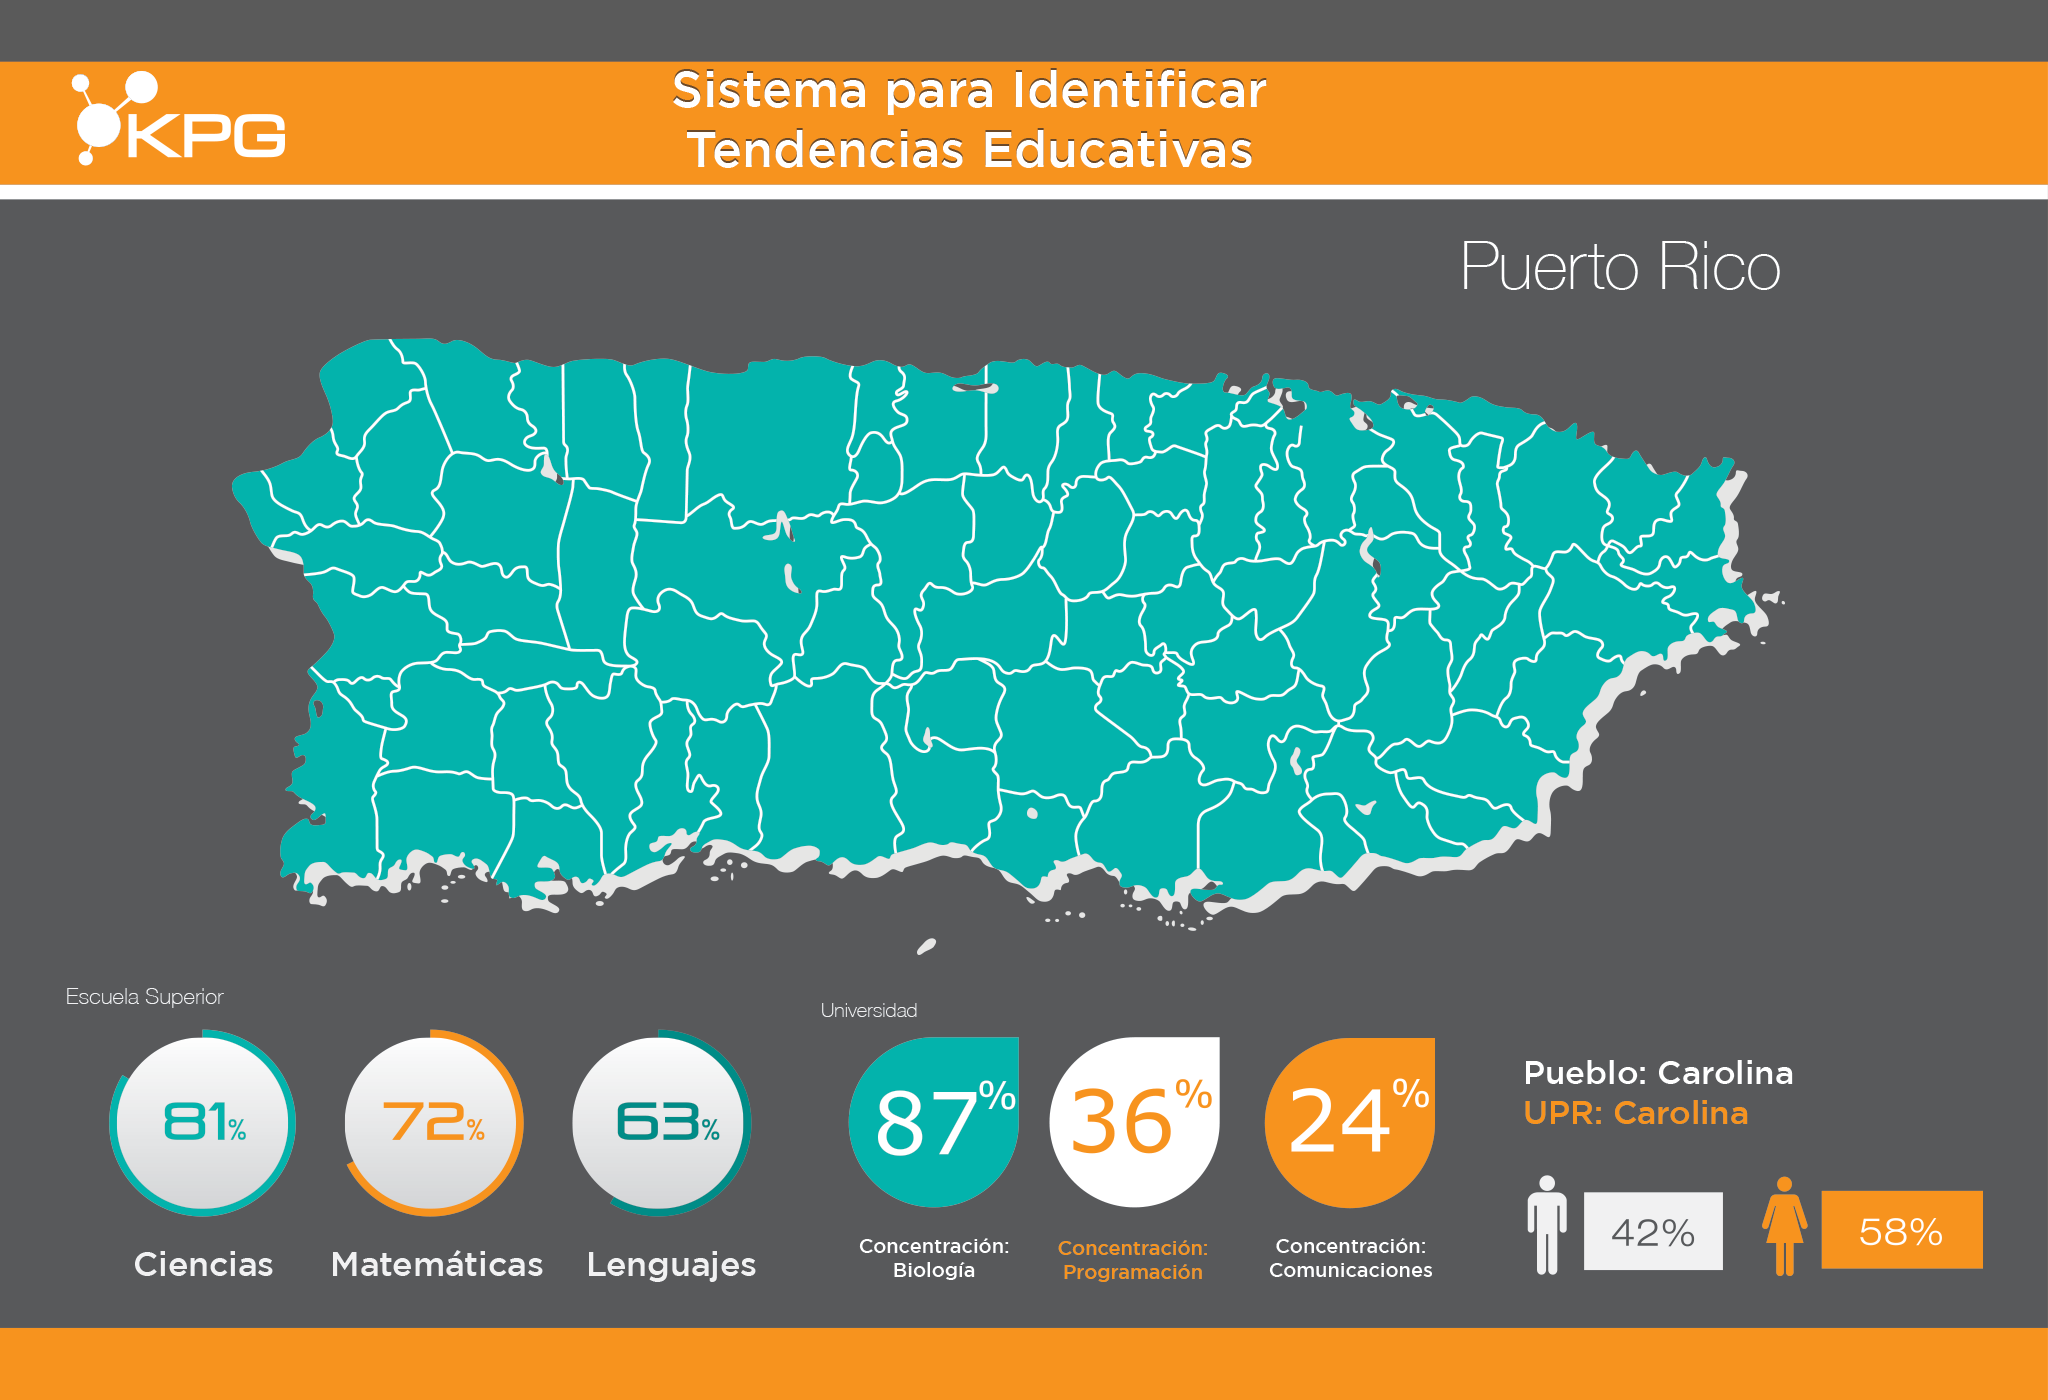 KPG
Sistema para Identificar
Tendencias Educativas
Puerto Rico
Escuela Superior
81%
72%
63%
Ciencias
Matemáticas
Lenguajes
Universidad
87%
36%
24%
Concentración:
Biología
Concentración:
Programación
Concentración:
Comunicaciones
Pueblo: Carolina
UPR: Carolina
42%
58%